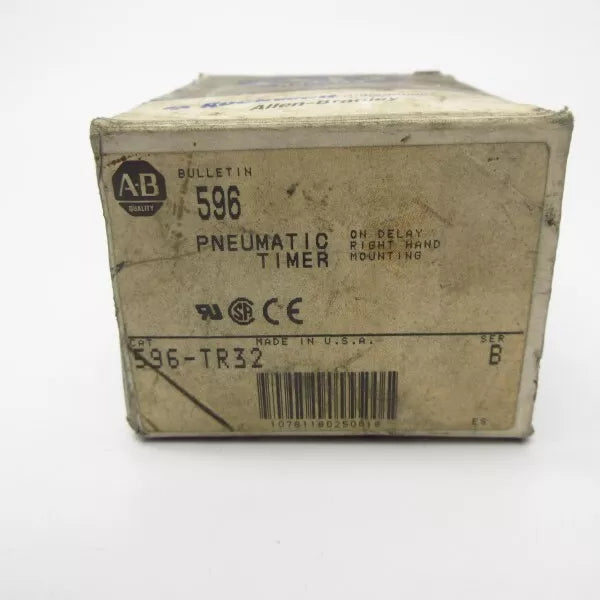 Allen-Bradley
A-B
QUALITY
BULLETIN
596
PNEUMATIC TIMER
ON DELAY
RIGHT HAND
MOUNTING
CE
CAT
MADE IN U.S.A.
SER
596-TR32
B
ES